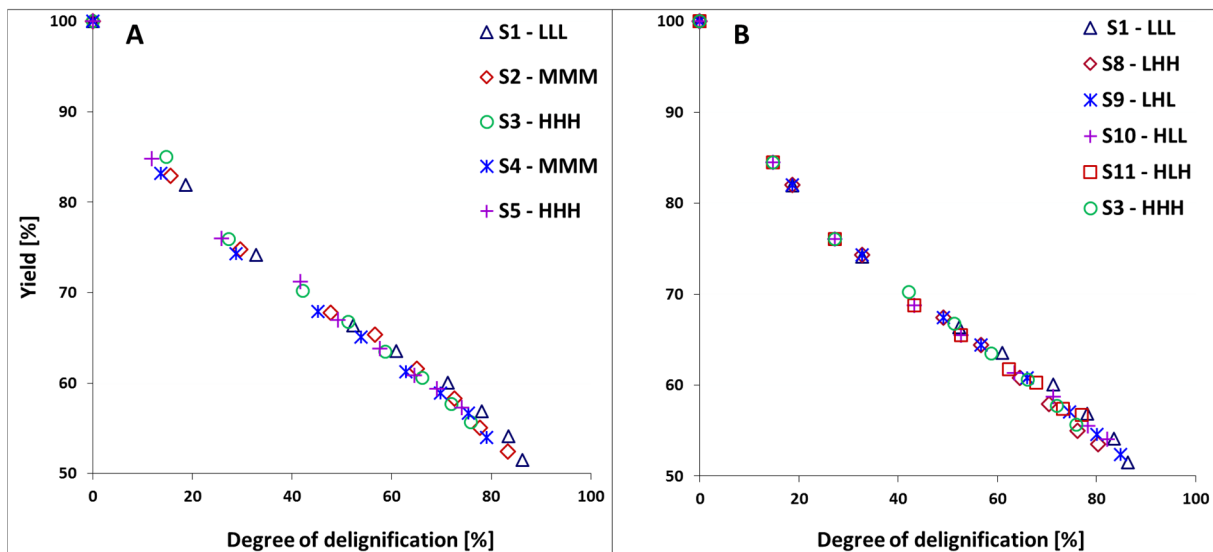 A
S1 - LLL
S2 - MMM
S3 - HHH
S4 - MMM
S5 - HHH
Yield [%]
100
90
80
70
60
50
0
20
40
60
80
100
Degree of delignification [%]
B
S1 - LLL
S8 - LHH
S9 - LHL
S10 - HLL
S11 - HLH
S3 - HHH
100
90
80
70
60
50
0
20
40
60
80
100
Degree of delignification [%]